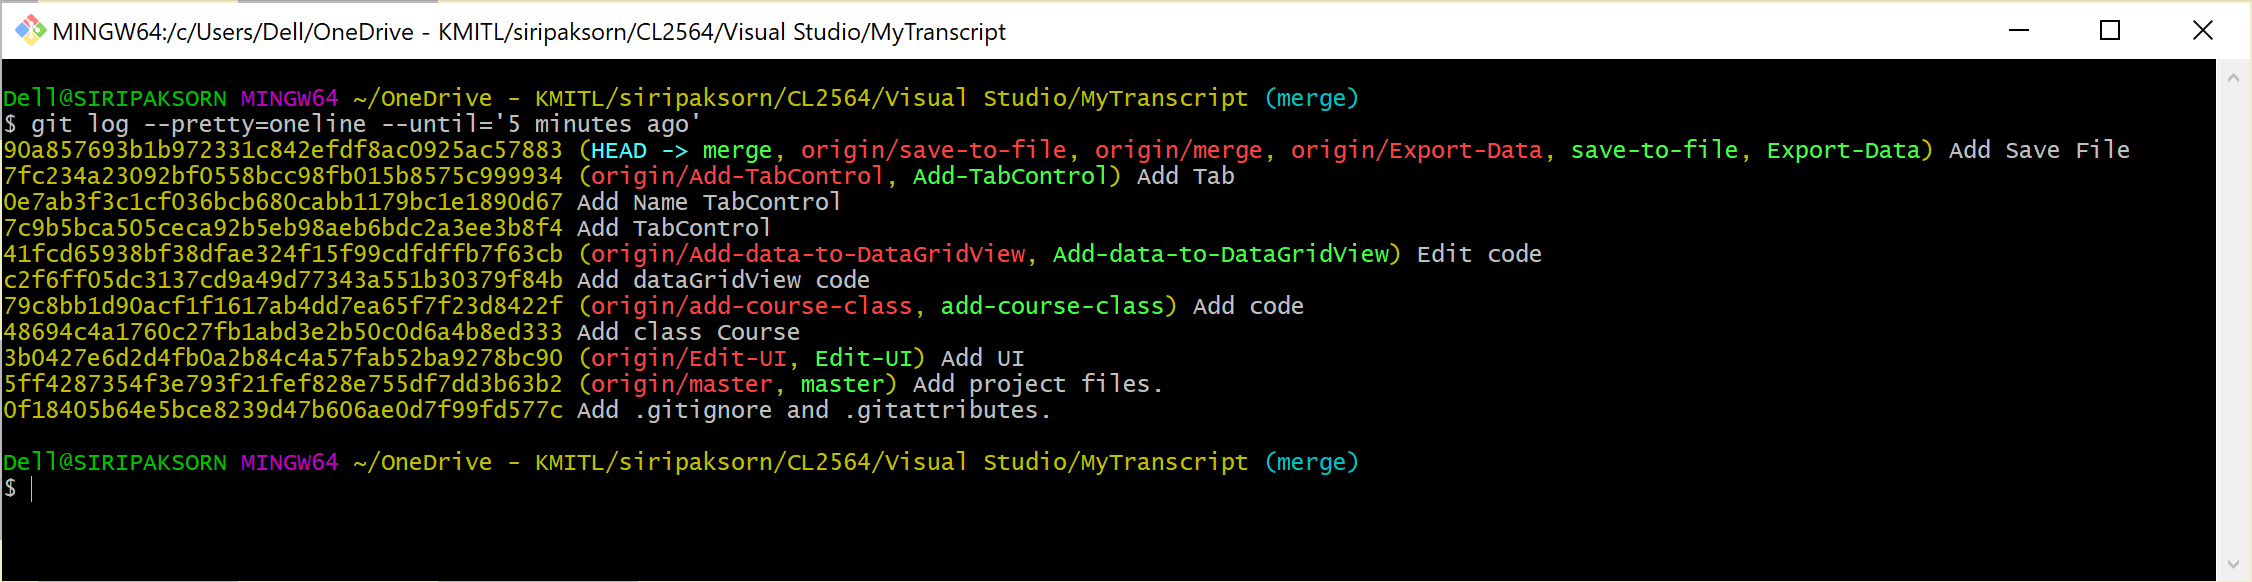 MINGW64:/c/Users/Dell/OneDrive - KMITL/siripaksorn/CL2564/Visual Studio/MyTranscript
Dell@SIRIPAKSORN MINGW64 ~/OneDrive - KMITL/siripaksorn/CL2564/Visual Studio/MyTranscript (merge)
$ git log --pretty=oneline --until='5 minutes ago'
90a857693b1b972331c842efdf8ac0925ac57883 (HEAD -> merge, origin/save-to-file, origin/merge, origin/Export-Data, save-to-file, Export-Data) Add Save File
7fc234a23092bf0558bcc98fb015b8575c999934 (origin/Add-TabControl, Add-TabControl) Add Tab
0e7ab3f3c1cf036bcb680cabb1179bc1e1890d67 Add Name TabControl
7c9b5bca505ceca92b5eb98aeb6bdc2a3ee3b8f4 Add TabControl
41fcd65938bf38dfae324f15f99cdfdffb7f63cb (origin/Add-data-to-DataGridView, Add-data-to-DataGridView) Edit code
c2f6ff05dc3137cd9a49d77343a551b30379f84b Add dataGridView code
79c8bb1d90acf1f1617ab4dd7ea65f7f23d8422f (origin/add-course-class, add-course-class) Add code
48694c4a1760c27fb1abd3e2b50c0d6a4b8ed333 Add class Course
3b0427e6d2d4fb0a2b84c4a57fab52ba9278bc90 (origin/Edit-UI, Edit-UI) Add UI
5ff4287354f3e793f21fef828e755df7dd3b63b2 (origin/master, master) Add project files.
0f18405b64e5bce8239d47b606ae0d7f99fd577c Add .gitignore and .gitattributes.
Dell@SIRIPAKSORN MINGW64 ~/OneDrive - KMITL/siripaksorn/CL2564/Visual Studio/MyTranscript (merge)
$